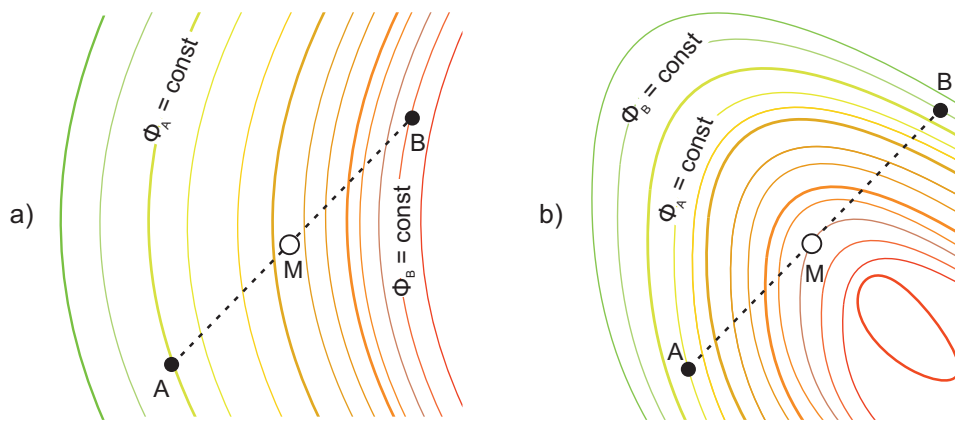 a)
Φ_A = const
Φ_B = const
A
M
B
b)
Φ_B = const
Φ_A = const
A
M
B